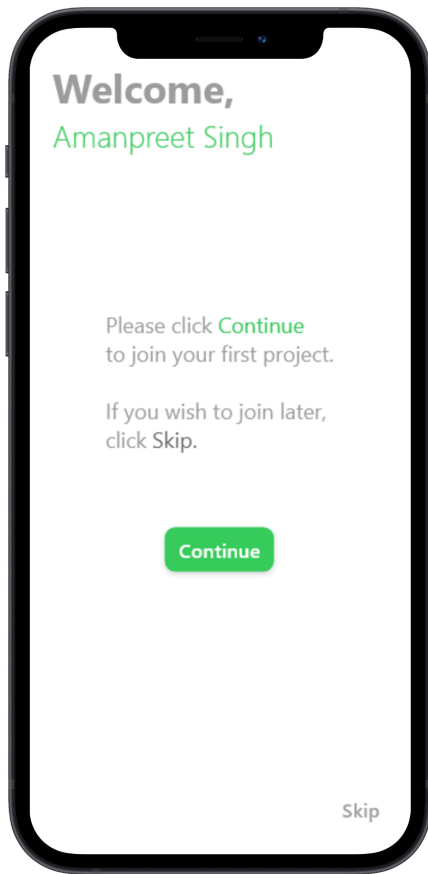 Welcome,
Amanpreet Singh
Please click Continue
to join your first project.
If you wish to join later,
click Skip.
Continue
Skip